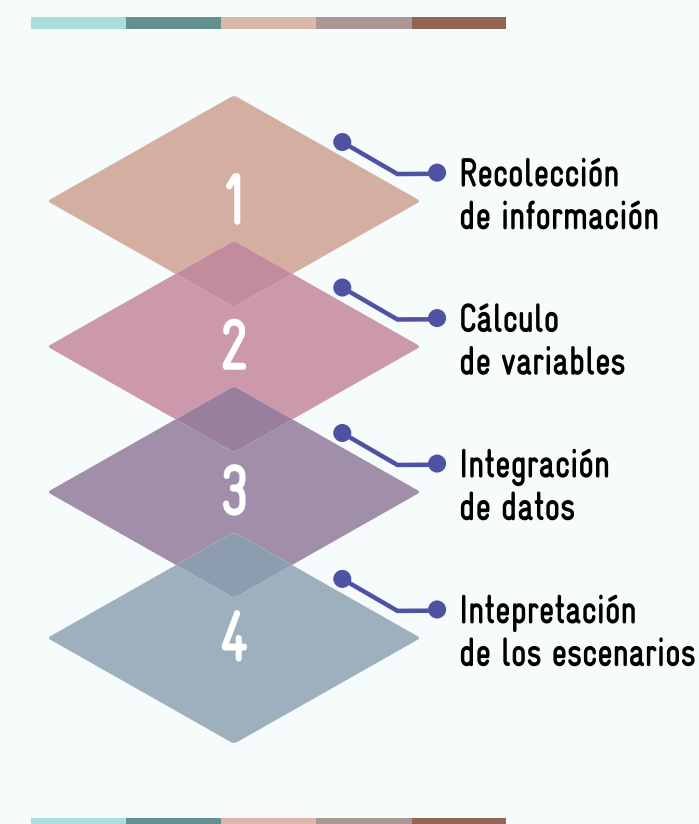 1
Recolección
de información
2
Cálculo
de variables
3
Integración
de datos
4
Intepretación
de los escenarios